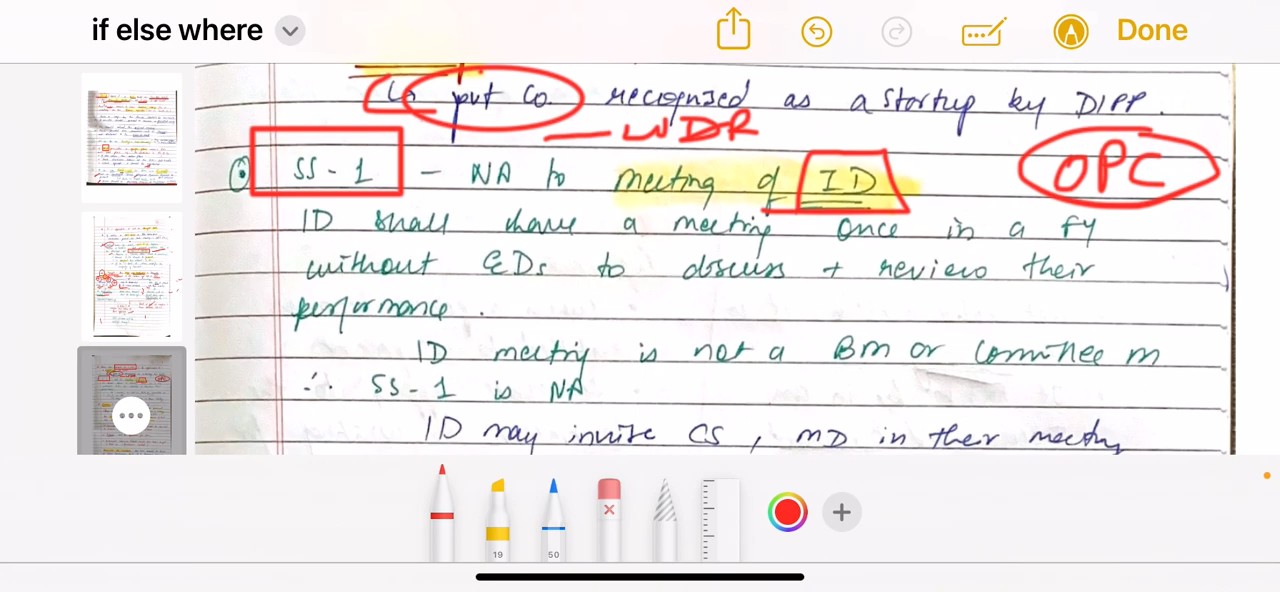 if else where
Done
↳ pvt Co. recognised as a startup by DIPP.
— WDR
SS-1 – NA to meeting of ID
OPC
ID shall have a meeting once in a FY
without EDs to discuss + review their
performance.
ID meeting is not a BM or Committee m
∴ SS-1 is NA
ID may invite CS, MD in their meeting
19
50